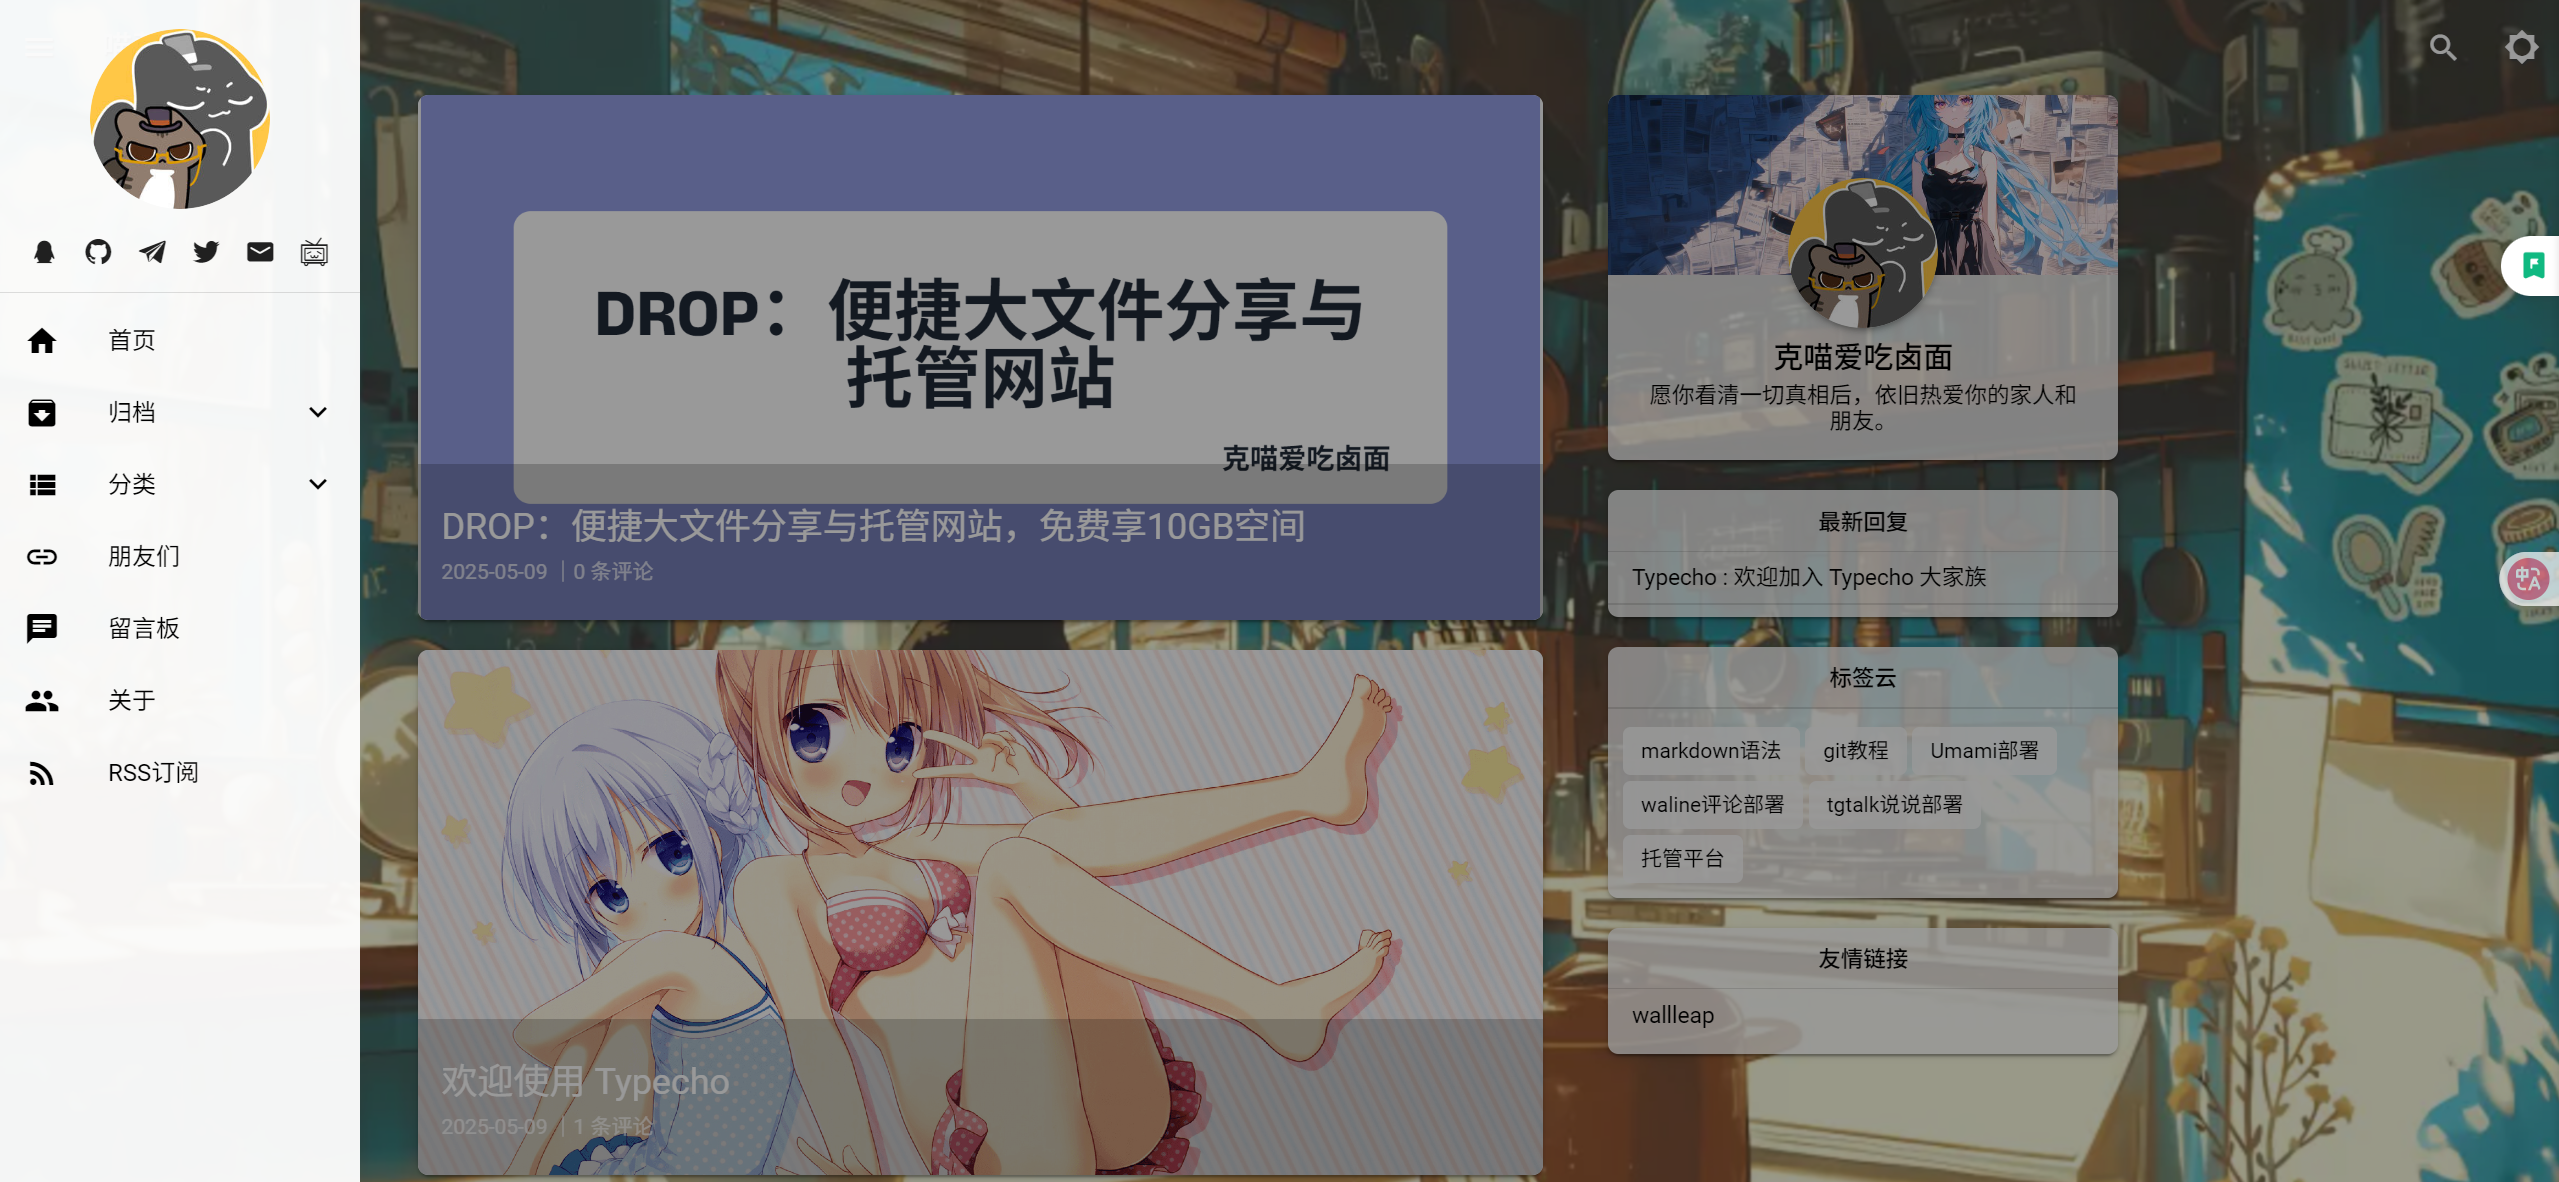 首页
归档
分类
朋友们
留言板
关于
RSS订阅
DROP：便捷大文件分享与
托管网站
克喵爱吃卤面
DROP：便捷大文件分享与托管网站，免费享10GB空间
2025-05-09 | 0 条评论
欢迎使用 Typecho
2025-05-09 | 1 条评论
克喵爱吃卤面
愿你看清一切真相后，依旧热爱你的家人和
朋友。
最新回复
Typecho : 欢迎加入 Typecho 大家族
标签云
markdown语法 git教程 Umami部署
waline评论部署 tgtalk说说部署
托管平台
友情链接
wallleap
中A